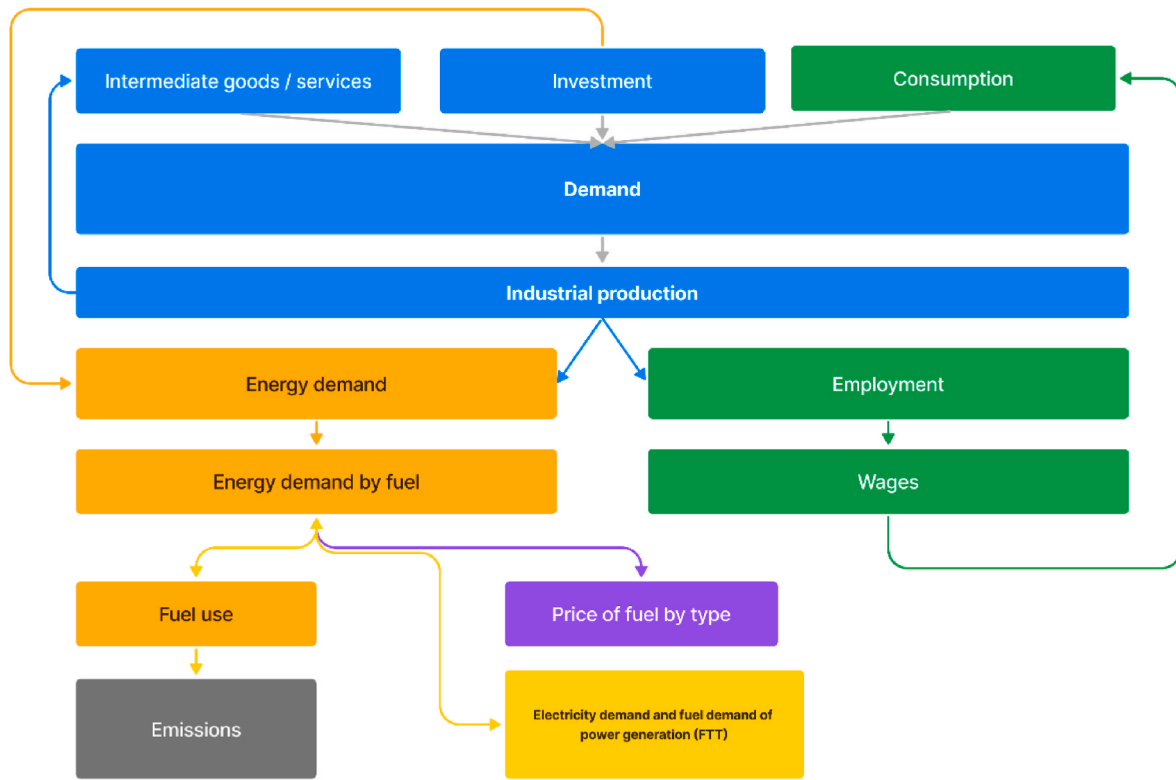 Intermediate goods / services
Investment
Consumption
Demand
Industrial production
Energy demand
Employment
Energy demand by fuel
Wages
Fuel use
Price of fuel by type
Emissions
Electricity demand and fuel demand of
power generation (FTT)